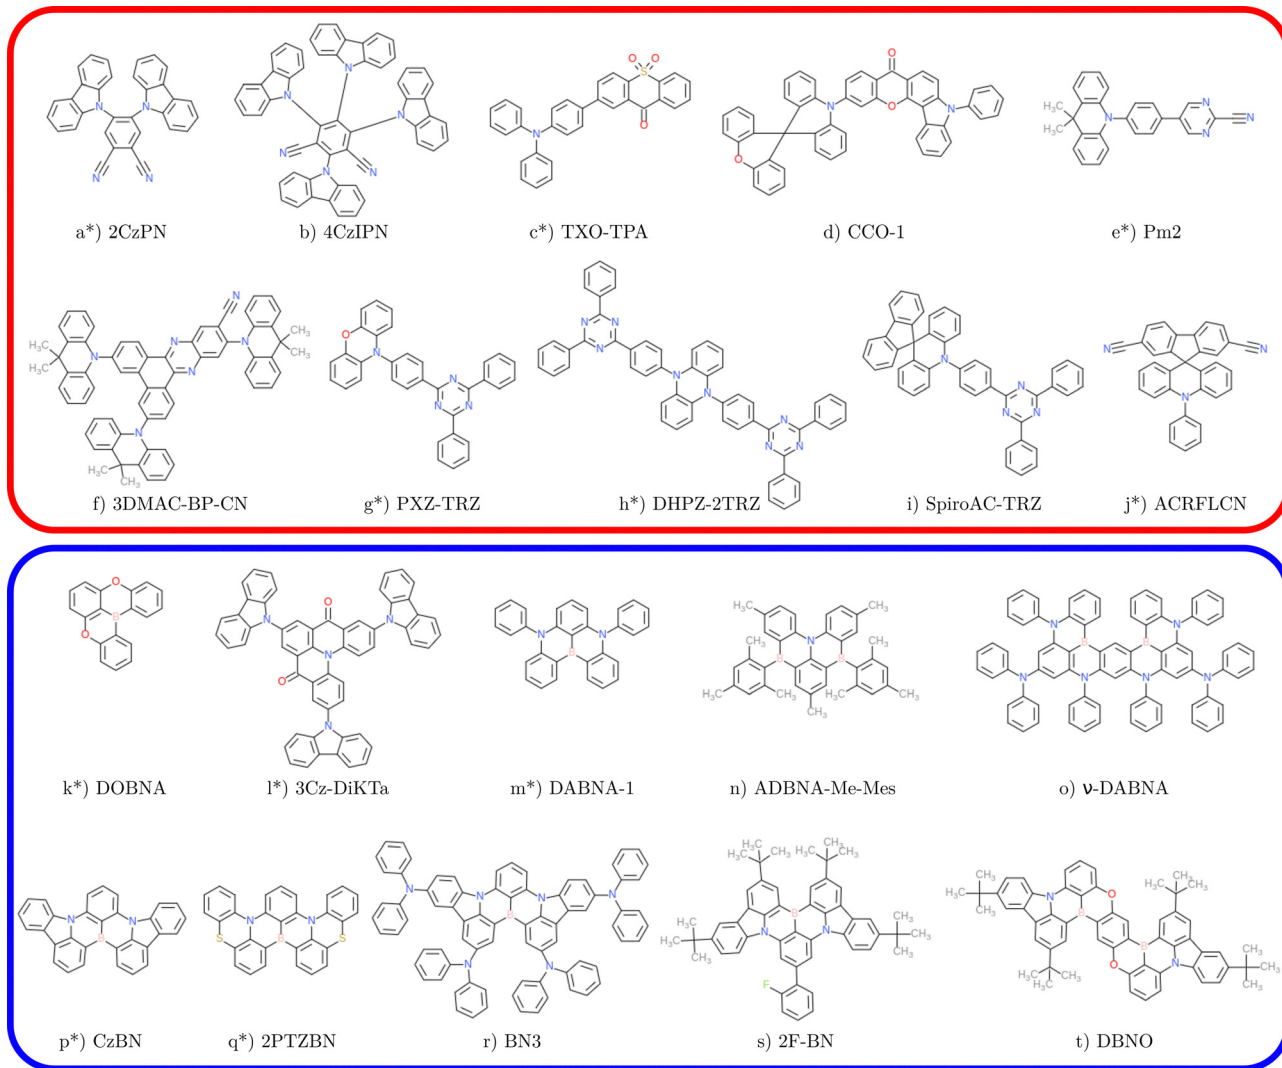 a*) 2CzPN
b) 4CzIPN
c*) TXO-TPA
d) CCO-1
e*) Pm2
f) 3DMAC-BP-CN
g*) PXZ-TRZ
h*) DHPZ-2TRZ
i) SpiroAC-TRZ
j*) ACRFLCN
k*) DOBNA
l*) 3Cz-DiKTa
m*) DABNA-1
n) ADBNA-Me-Mes
o) ν-DABNA
p*) CzBN
q*) 2PTZBN
r) BN3
s) 2F-BN
t) DBNO